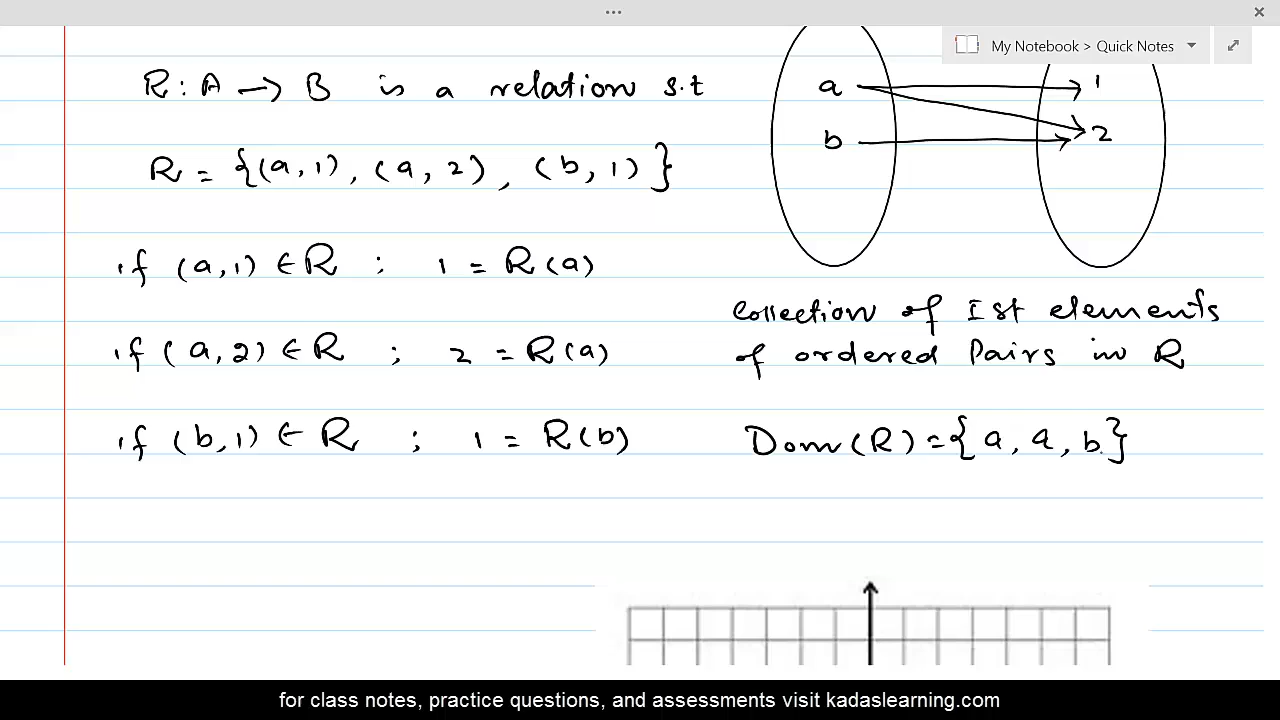 ...
My Notebook > Quick Notes
R : A → B is a relation s.t
R = {(a, 1), (a, 2), (b, 1)}
a
b
1
2
if (a, 1) ∈ R ; 1 = R(a)
if (a, 2) ∈ R ; 2 = R(a)
if (b, 1) ∈ R ; 1 = R(b)
Collection of Ist elements
of ordered Pairs in R
Dom(R) = {a, a, b}
for class notes, practice questions, and assessments visit kadaslearning.com